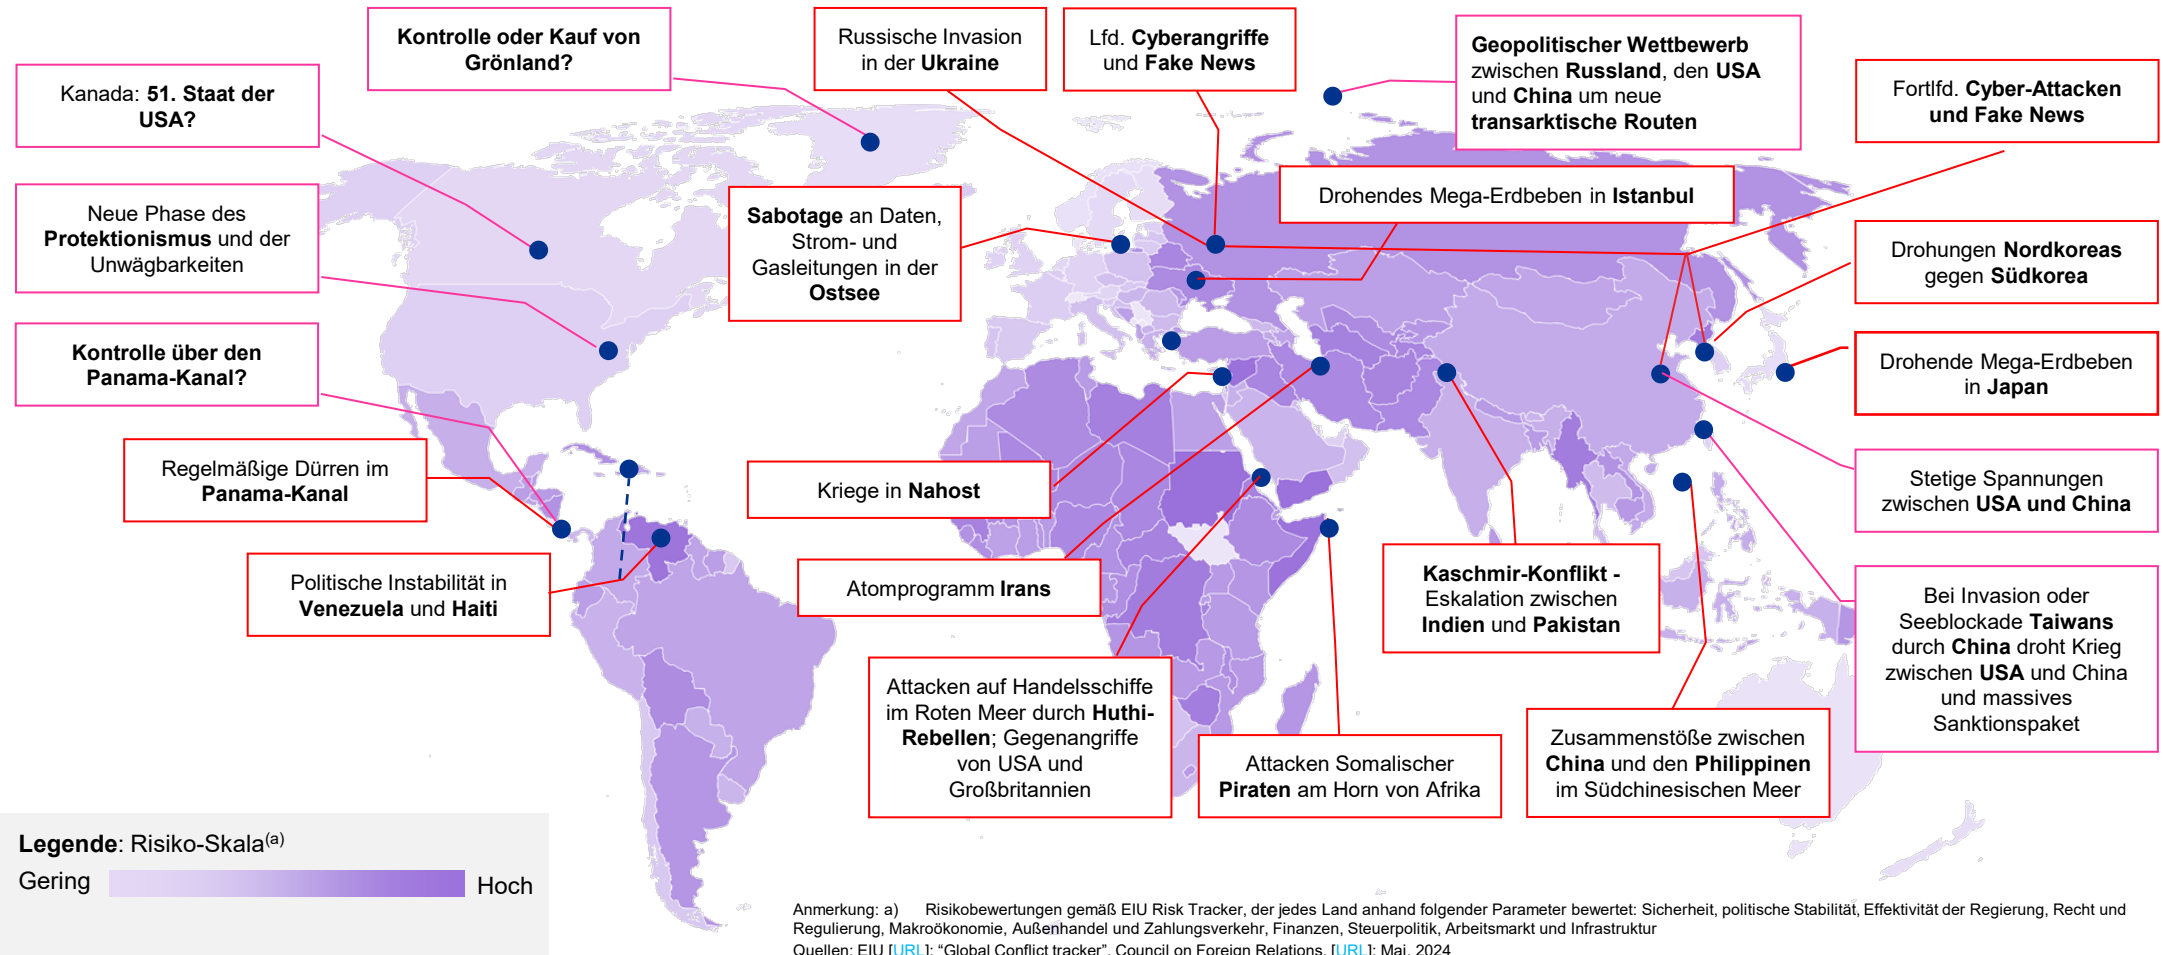 Kontrolle oder Kauf von
Grönland?
Russische Invasion
in der Ukraine
Lfd. Cyberangriffe
und Fake News
Geopolitischer Wettbewerb
zwischen Russland, den USA
und China um neue
transarktische Routen
Kanada: 51. Staat der
USA?
Fortlfd. Cyber-Attacken
und Fake News
Neue Phase des
Protektionismus und der
Unwägbarkeiten
Sabotage an Daten,
Strom- und
Gasleitungen in der
Ostsee
Drohendes Mega-Erdbeben in Istanbul
Drohungen Nordkoreas
gegen Südkorea
Kontrolle über den
Panama-Kanal?
Drohende Mega-Erdbeben
in Japan
Regelmäßige Dürren im
Panama-Kanal
Kriege in Nahost
Stetige Spannungen
zwischen USA und China
Politische Instabilität in
Venezuela und Haiti
Atomprogramm Irans
Kaschmir-Konflikt -
Eskalation zwischen
Indien und Pakistan
Bei Invasion oder
Seeblockade Taiwans
durch China droht Krieg
zwischen USA und China
und massives
Sanktionspaket
Attacken auf Handelsschiffe
im Roten Meer durch Huthi-
Rebellen; Gegenangriffe
von USA und
Großbritannien
Attacken Somalischer
Piraten am Horn von Afrika
Zusammenstöße zwischen
China und den Philippinen
im Südchinesischen Meer
Legende: Risiko-Skala(a)
Gering
Hoch
Anmerkung: a) Risikobewertungen gemäß EIU Risk Tracker, der jedes Land anhand folgender Parameter bewertet: Sicherheit, politische Stabilität, Effektivität der Regierung, Recht und
Regulierung, Makroökonomie, Außenhandel und Zahlungsverkehr, Finanzen, Steuerpolitik, Arbeitsmarkt und Infrastruktur
Quellen: EIU [URL]; “Global Conflict tracker”, Council on Foreign Relations, [URL]; Mai, 2024